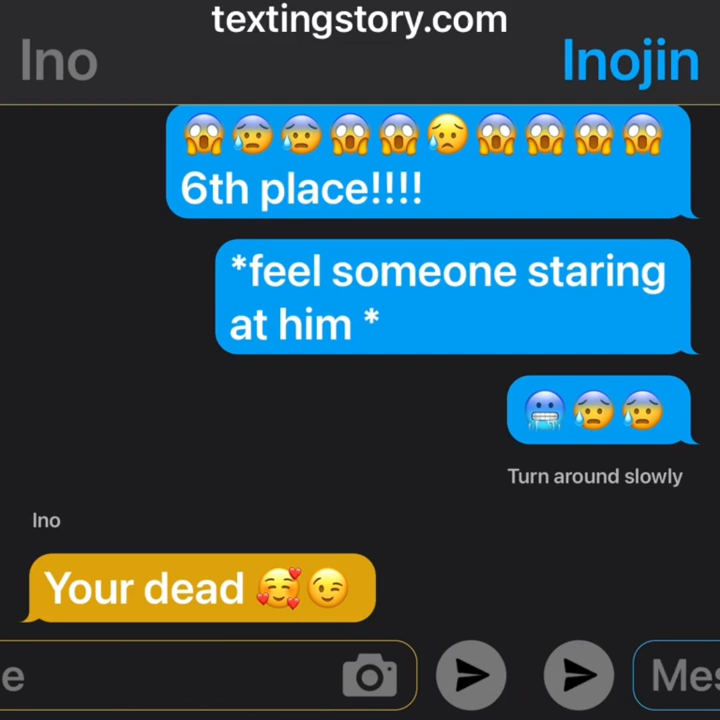 textingstory.com
Ino
Inojin
😱😰😰😱😱😥😱😱😱😱
6th place!!!!
*feel someone staring
at him *
🥶😰😰
Turn around slowly
Ino
Your dead 🥰😉
e
Mes